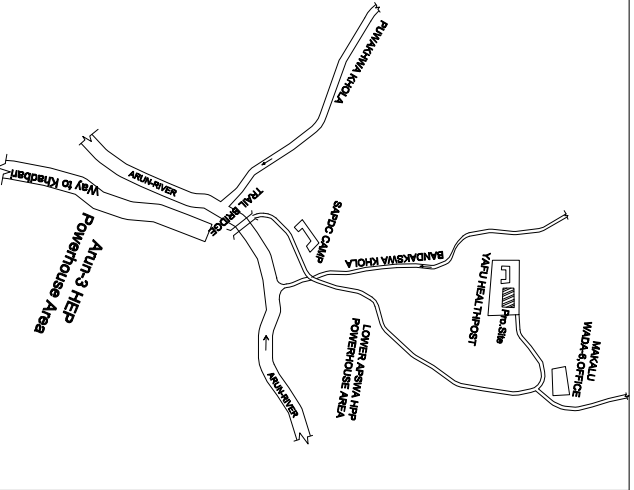 PUWAKHWA KHOLA
ARUN-RIVER
Way to Khadbari
TRAIL BRIDGE
SAPDC CAMP
BANDAKSWA KHOLA
YAFU HEALTHPOST
Pro.Site
Arun-3 HEP
Powerhouse Area
LOWER APSWA HPP
POWERHOUSE AREA
MAKALU
WADA-6,OFFICE
ARUN-RIVER